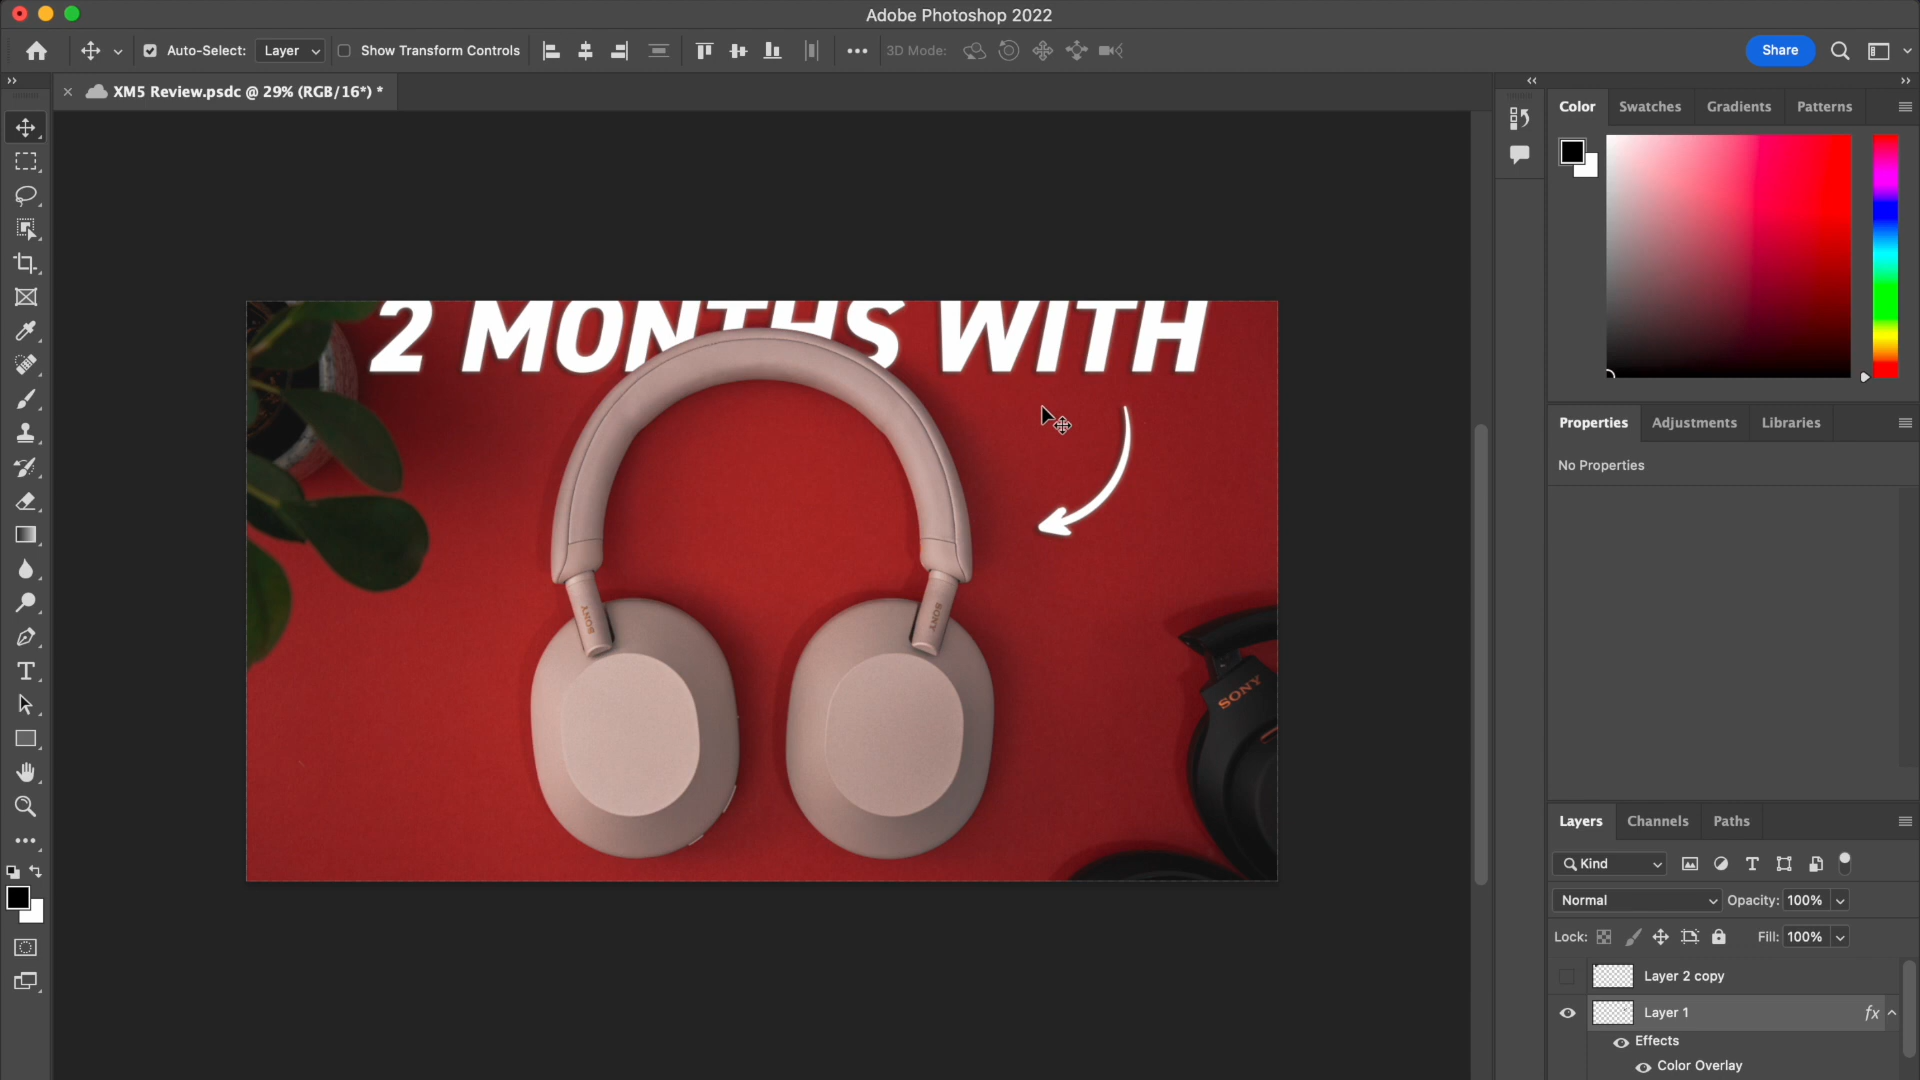 Adobe Photoshop 2022
Auto-Select: Layer Show Transform Controls 3D Mode: Share
XM5 Review.psdc @ 29% (RGB/16*) *
Color Swatches Gradients Patterns
2 MONTHS WITH
SONY
SONY
SONY
Properties Adjustments Libraries
No Properties
Layers Channels Paths
Kind
Normal Opacity: 100%
Lock: Fill: 100%
Layer 2 copy
Layer 1 fx
Effects
Color Overlay